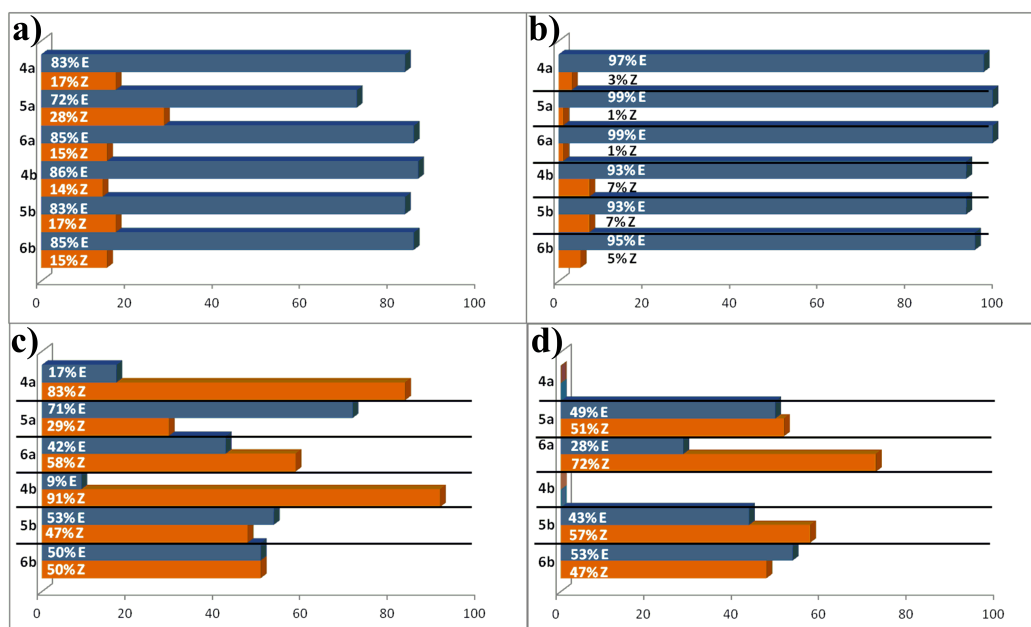 a)
4a
83% E
17% Z
5a
72% E
28% Z
6a
85% E
15% Z
4b
86% E
14% Z
5b
83% E
17% Z
6b
85% E
15% Z
0 20 40 60 80 100
b)
4a
97% E
3% Z
5a
99% E
1% Z
6a
99% E
1% Z
4b
93% E
7% Z
5b
93% E
7% Z
6b
95% E
5% Z
0 20 40 60 80 100
c)
4a
17% E
83% Z
5a
71% E
29% Z
6a
42% E
58% Z
4b
9% E
91% Z
5b
53% E
47% Z
6b
50% E
50% Z
0 20 40 60 80 100
d)
4a
5a
49% E
51% Z
6a
28% E
72% Z
4b
5b
43% E
57% Z
6b
53% E
47% Z
0 20 40 60 80 100